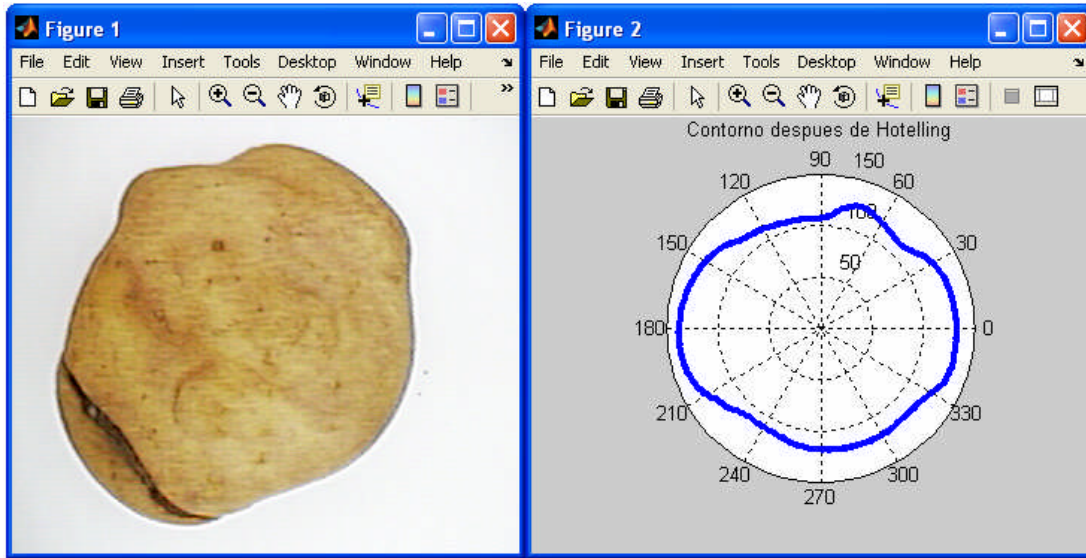 Figure 1
File Edit View Insert Tools Desktop Window Help
Figure 2
File Edit View Insert Tools Desktop Window Help
Contorno despues de Hotelling
90 150
120 60
100
150 30
50
180 0
210 330
240 300
270